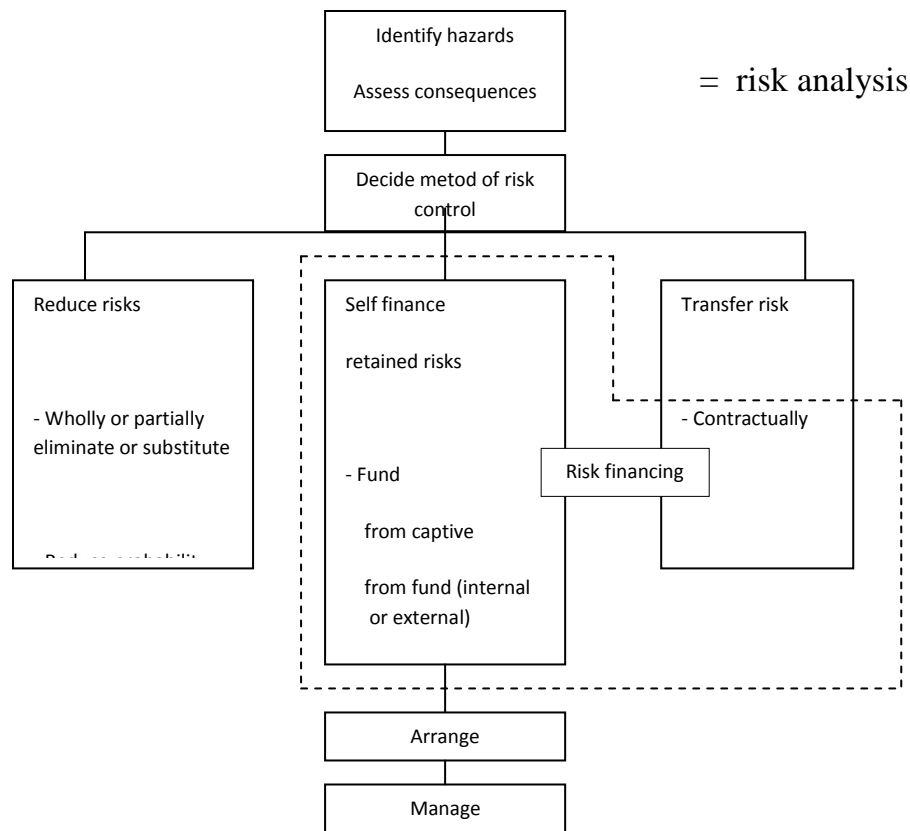 Identify hazards
Assess consequences
= risk analysis
Decide metod of risk
control
Reduce risks
- Wholly or partially
eliminate or substitute
Self finance
retained risks
- Fund
from captive
from fund (internal
or external)
Transfer risk
- Contractually
Risk financing
Arrange
Manage